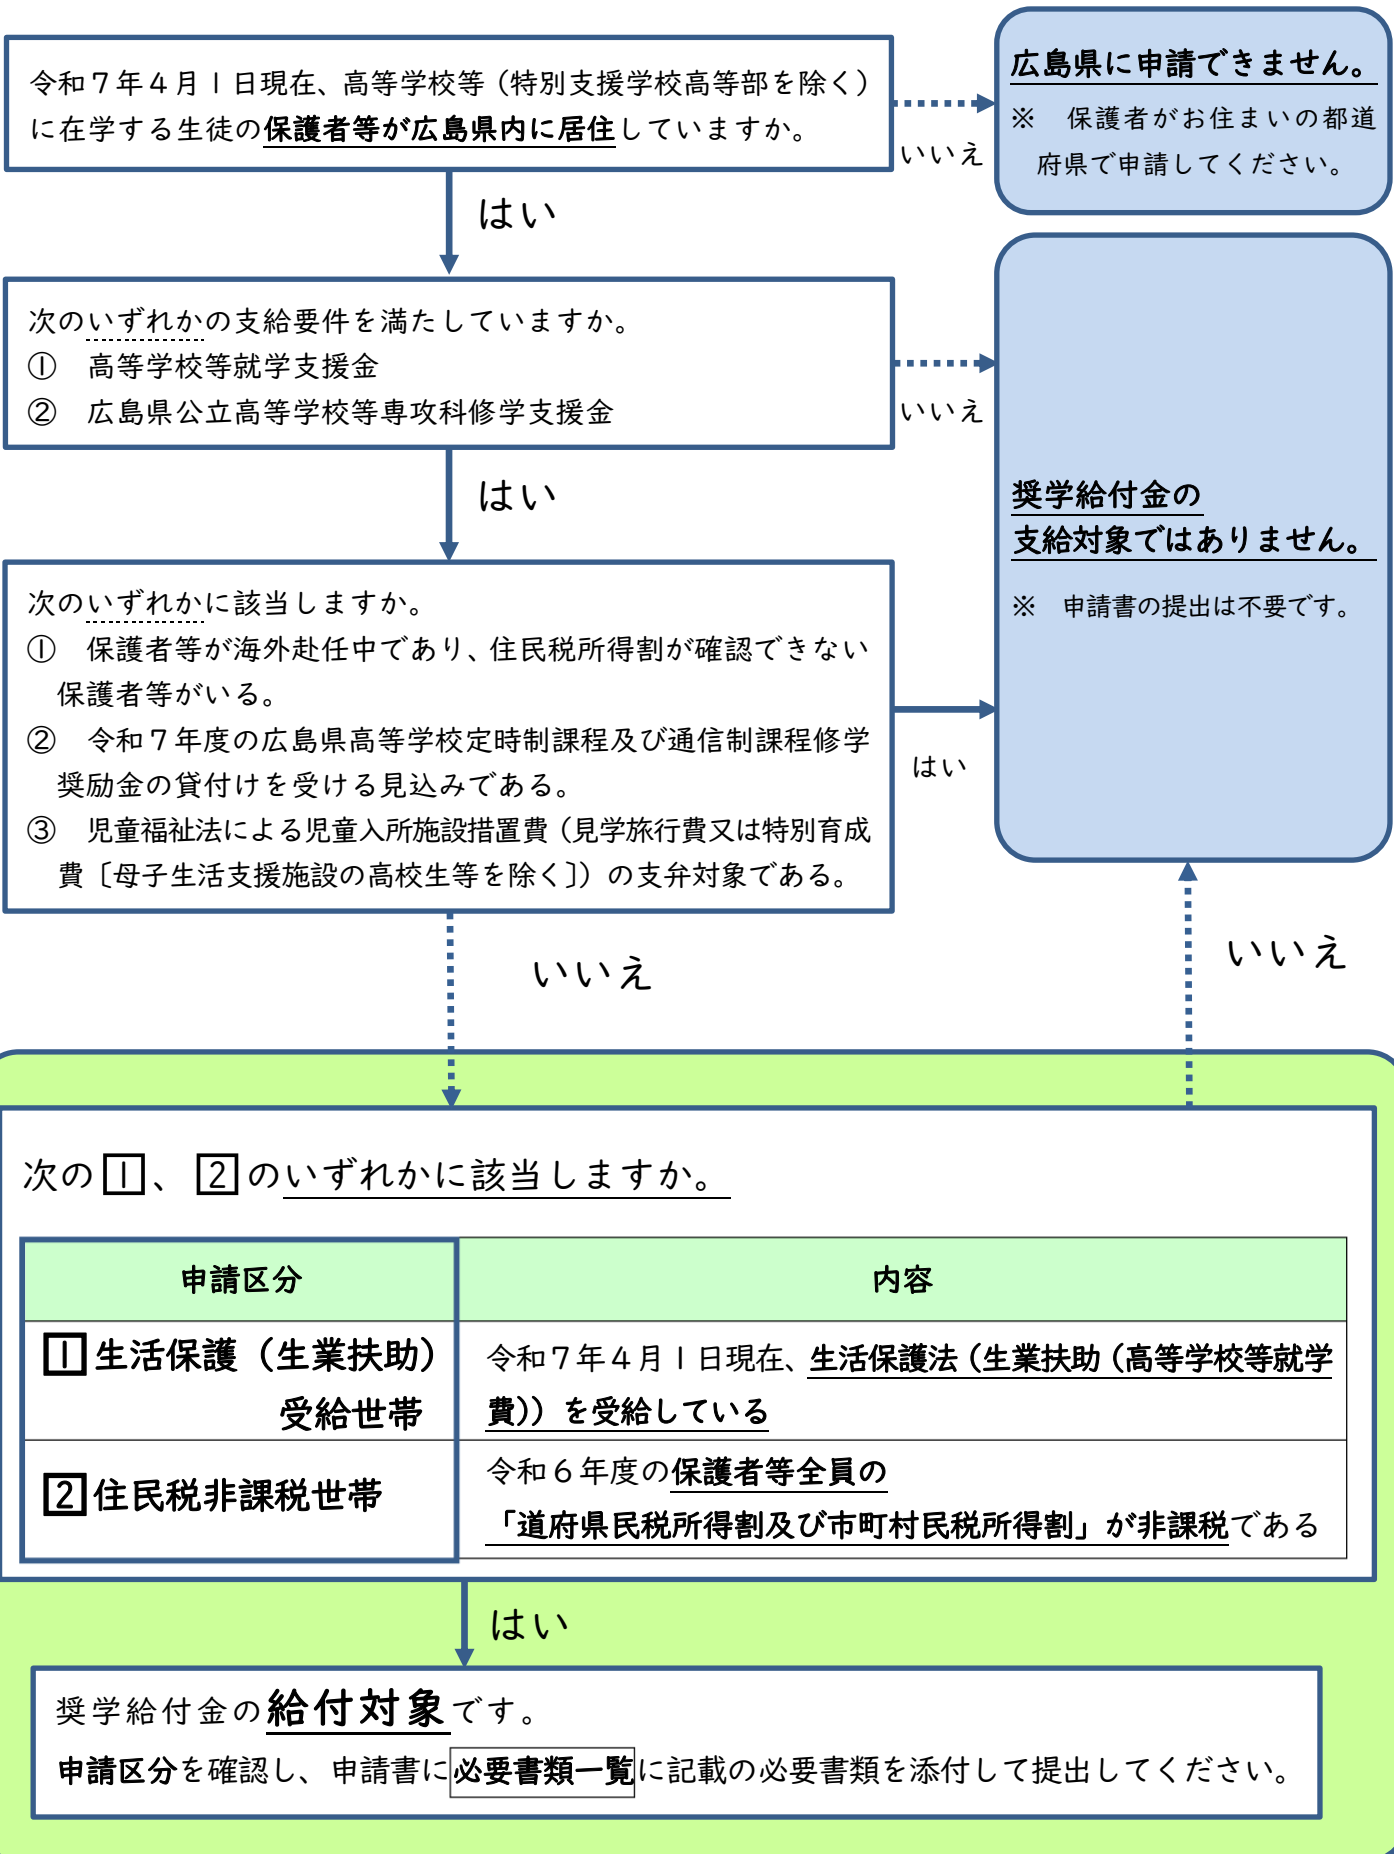 令和７年４月１日現在、高等学校等（特別支援学校高等部を除く）
に在学する生徒の保護者等が広島県内に居住していますか。
いいえ
広島県に申請できません。
※　保護者がお住まいの都道
府県で申請してください。
はい
次のいずれかの支給要件を満たしていますか。
①　高等学校等就学支援金
②　広島県公立高等学校等専攻科修学支援金
いいえ
はい
奨学給付金の
支給対象ではありません。
※　申請書の提出は不要です。
次のいずれかに該当しますか。
①　保護者等が海外赴任中であり、住民税所得割が確認できない
保護者等がいる。
②　令和７年度の広島県高等学校定時制課程及び通信制課程修学
奨励金の貸付けを受ける見込みである。
③　児童福祉法による児童入所施設措置費（見学旅行費又は特別育成
費〔母子生活支援施設の高校生等を除く〕）の支弁対象である。
はい
いいえ
いいえ
次の１、２のいずれかに該当しますか。
申請区分
内容
１生活保護（生業扶助）
受給世帯
令和７年４月１日現在、生活保護法（生業扶助（高等学校等就学
費））を受給している
２住民税非課税世帯
令和６年度の保護者等全員の
「道府県民税所得割及び市町村民税所得割」が非課税である
はい
奨学給付金の給付対象です。
申請区分を確認し、申請書に必要書類一覧に記載の必要書類を添付して提出してください。